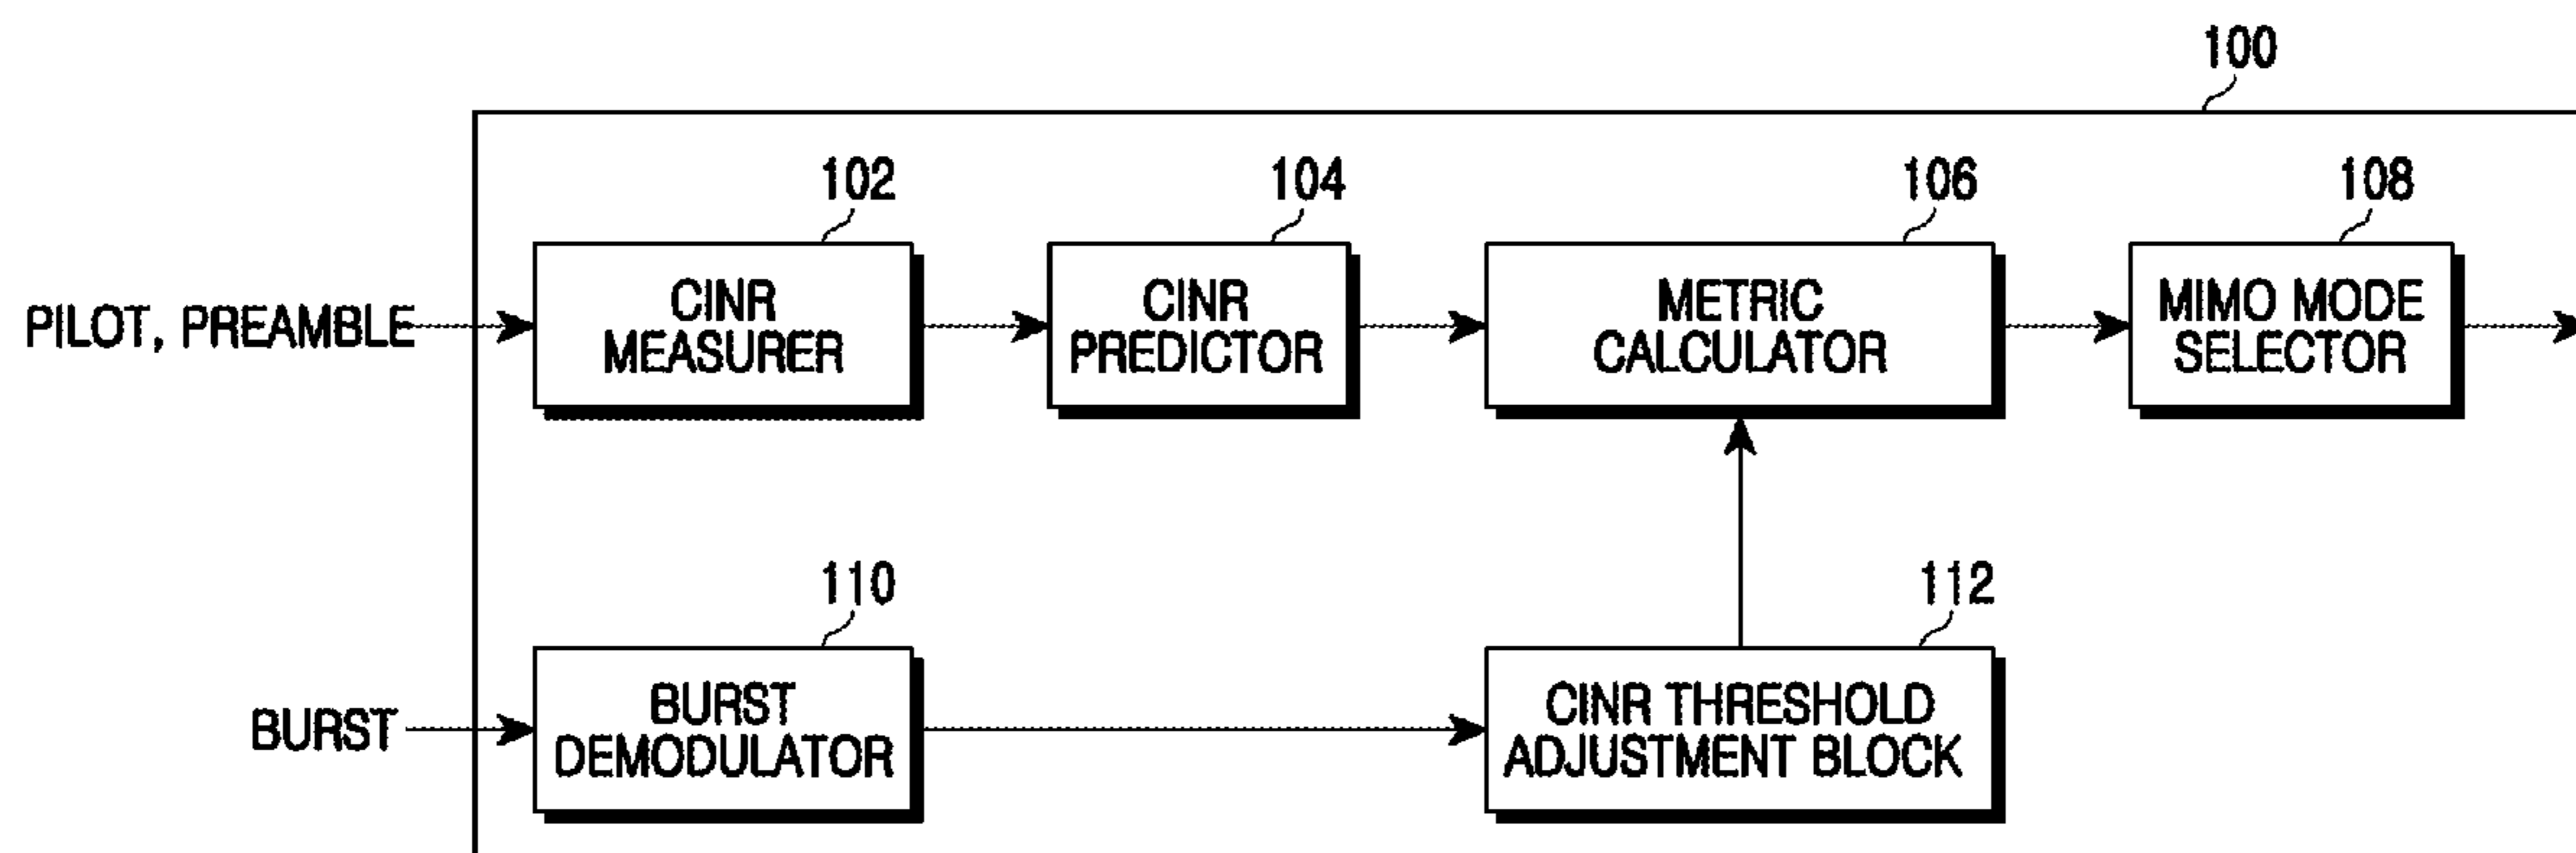 100
102
104
106
108
PILOT, PREAMBLE
CINR
MEASURER
CINR
PREDICTOR
METRIC
CALCULATOR
MIMO MODE
SELECTOR
110
112
BURST
BURST
DEMODULATOR
CINR THRESHOLD
ADJUSTMENT BLOCK